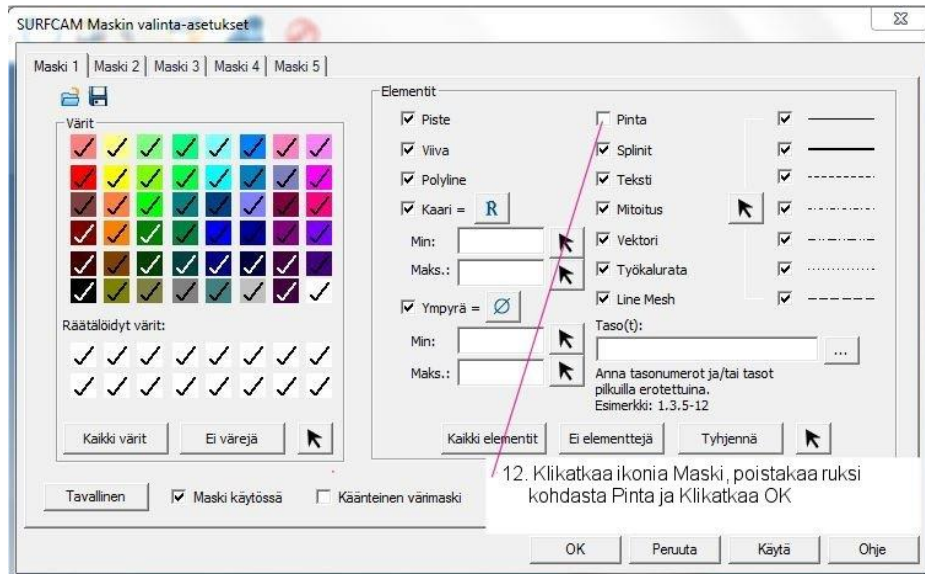 SURFCAM Maskin valinta-asetukset
Maski 1 Maski 2 Maski 3 Maski 4 Maski 5
Värit
Räätälöidyt värit:
Kaikki värit Ei värejä
Elementit
Piste
Viiva
Polyline
Kaari = R
Min:
Maks.:
Ympyrä = Ø
Min:
Maks.:
Pinta
Splinit
Teksti
Mitoitus
Vektori
Työkalurata
Line Mesh
Taso(t):
...
Anna tasonumerot ja/tai tasot
pilkuilla erotettuina.
Esimerkki: 1,3,5-12
Kaikki elementit Ei elementtejä Tyhjennä
12. Klikatkaa ikonia Maski, poistakaa ruksi
kohdasta Pinta ja Klikatkaa OK
Tavallinen Maski käytössä Käänteinen värimaski
OK Peruuta Käytä Ohje